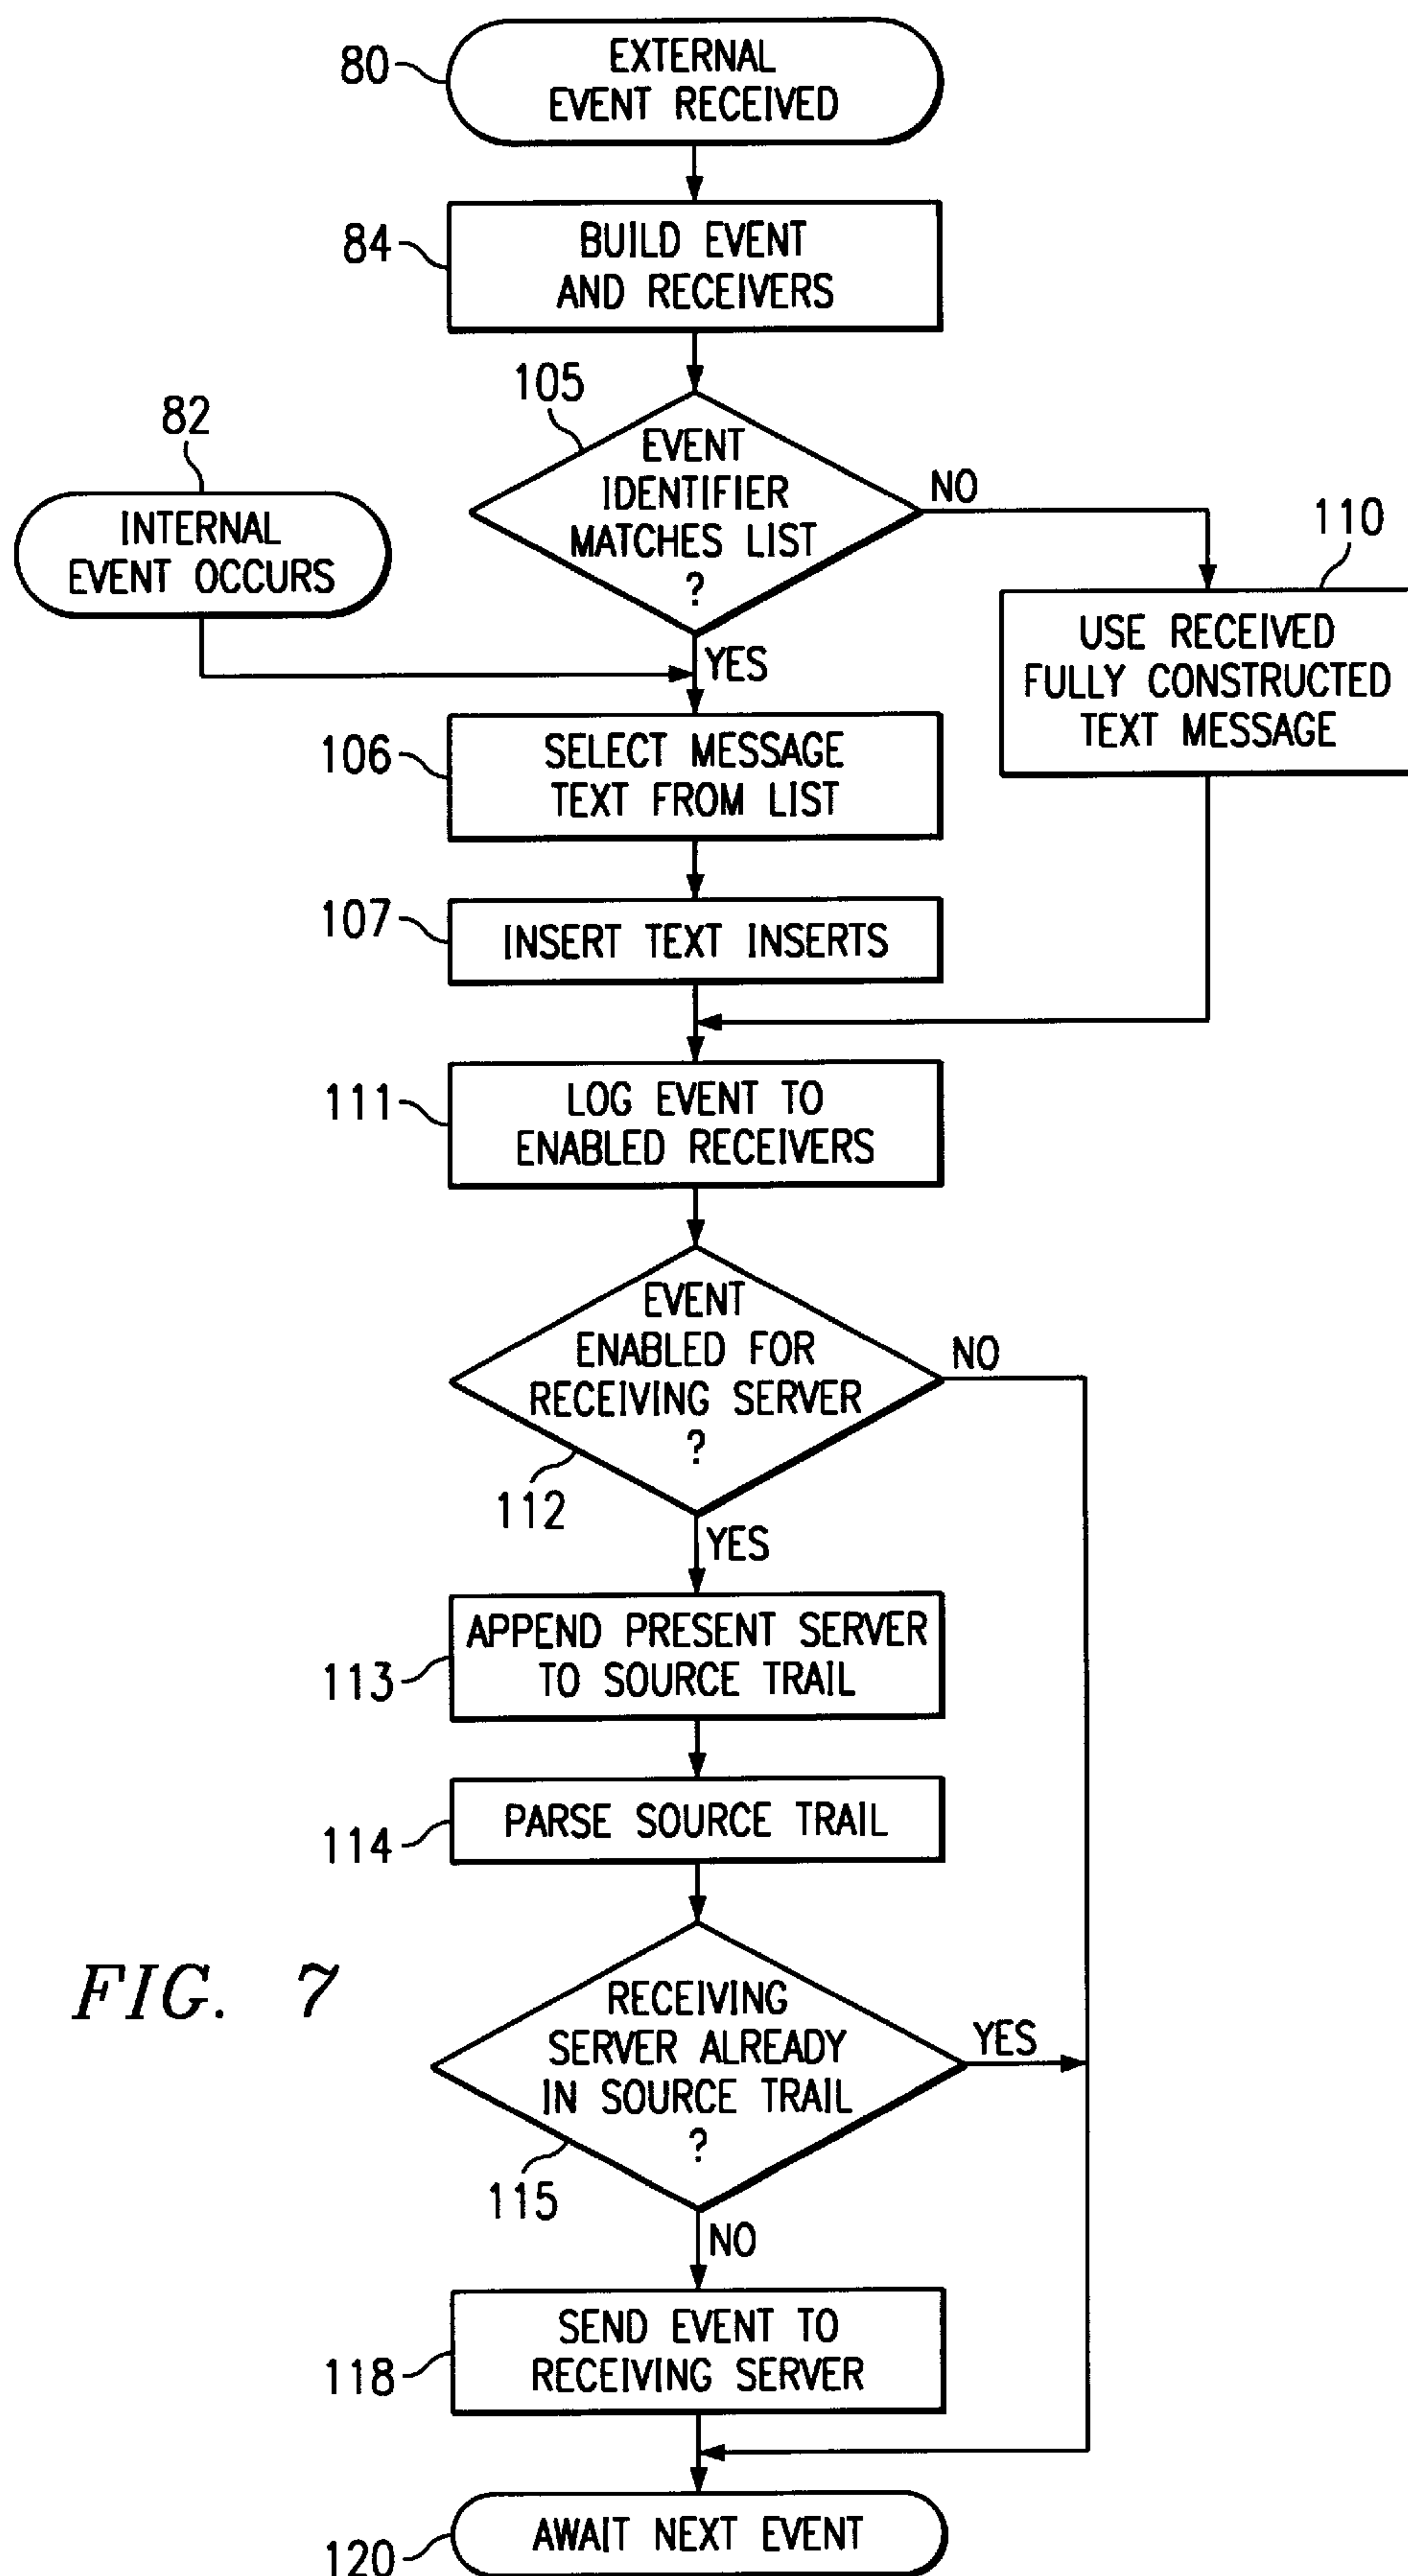 80
EXTERNAL
EVENT RECEIVED
84
BUILD EVENT
AND RECEIVERS
105
EVENT
IDENTIFIER
MATCHES LIST
?
NO
YES
82
INTERNAL
EVENT OCCURS
110
USE RECEIVED
FULLY CONSTRUCTED
TEXT MESSAGE
106
SELECT MESSAGE
TEXT FROM LIST
107
INSERT TEXT INSERTS
111
LOG EVENT TO
ENABLED RECEIVERS
EVENT
ENABLED FOR
RECEIVING SERVER
?
NO
112
YES
113
APPEND PRESENT SERVER
TO SOURCE TRAIL
114
PARSE SOURCE TRAIL
FIG. 7
RECEIVING
SERVER ALREADY
IN SOURCE TRAIL
?
YES
115
NO
118
SEND EVENT TO
RECEIVING SERVER
120
AWAIT NEXT EVENT